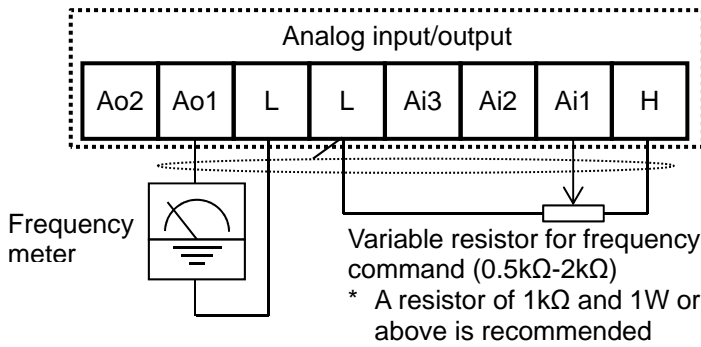 Analog input/output
Ao2 Ao1 L L Ai3 Ai2 Ai1 H
Frequency
meter
Variable resistor for frequency
command (0.5kΩ-2kΩ)
* A resistor of 1kΩ and 1W or
above is recommended